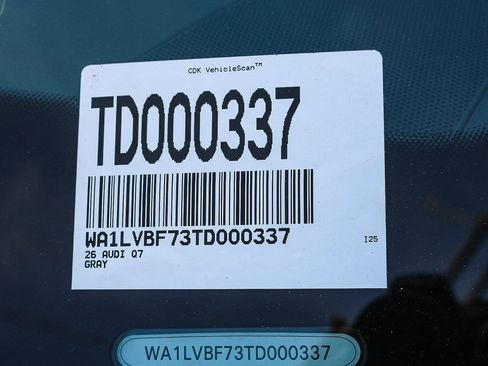 CDK VehicleScan™
TD000337
WA1LVBF73TD000337
I25
26 AUDI Q7
GRAY
WA1LVBF73TD000337